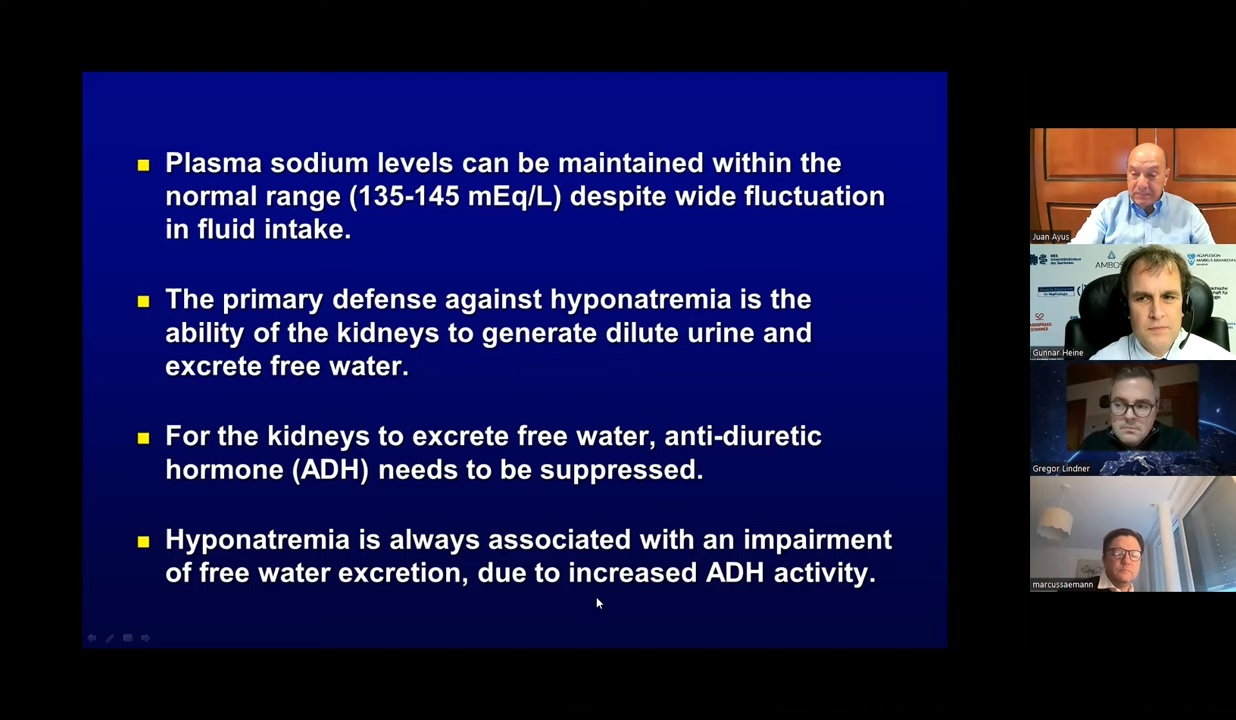 Plasma sodium levels can be maintained within the
normal range (135-145 mEq/L) despite wide fluctuation
in fluid intake.
The primary defense against hyponatremia is the
ability of the kidneys to generate dilute urine and
excrete free water.
For the kidneys to excrete free water, anti-diuretic
hormone (ADH) needs to be suppressed.
Hyponatremia is always associated with an impairment
of free water excretion, due to increased ADH activity.
Juan Ayus
AMBOS
Gunnar Heine
Gregor Lindner
marcussaemann